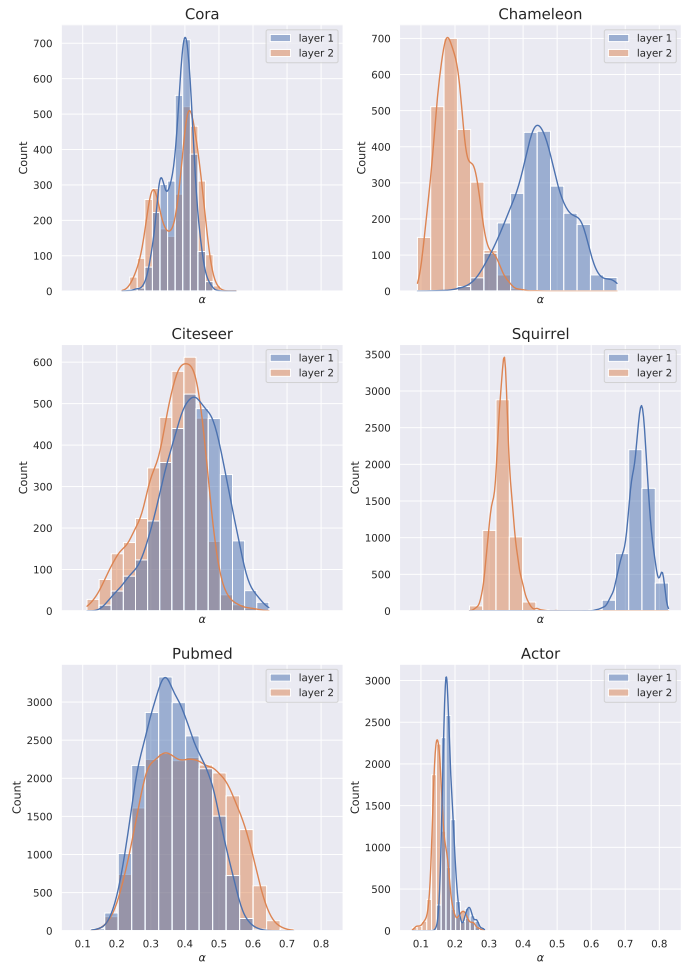 Cora
layer 1
layer 2
Count
700
600
500
400
300
200
100
0
α
Chameleon
layer 1
layer 2
Count
700
600
500
400
300
200
100
0
α
Citeseer
layer 1
layer 2
Count
600
500
400
300
200
100
0
α
Squirrel
layer 1
layer 2
Count
3500
3000
2500
2000
1500
1000
500
0
α
Pubmed
layer 1
layer 2
Count
3000
2500
2000
1500
1000
500
0
0.1 0.2 0.3 0.4 0.5 0.6 0.7 0.8
α
Actor
layer 1
layer 2
Count
3000
2500
2000
1500
1000
500
0
0.1 0.2 0.3 0.4 0.5 0.6 0.7 0.8
α